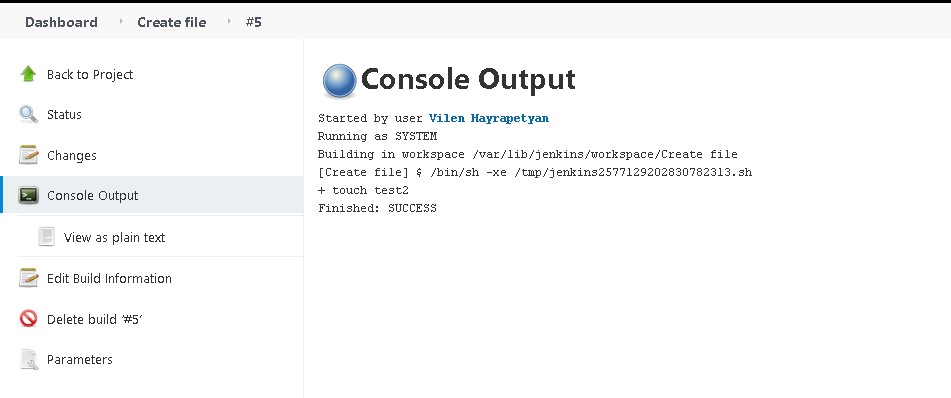 Dashboard Create file #5
Back to Project
Status
Changes
Console Output
View as plain text
Edit Build Information
Delete build ‘#5’
Parameters
Console Output
Started by user Vilen Hayrapetyan
Running as SYSTEM
Building in workspace /var/lib/jenkins/workspace/Create file
[Create file] $ /bin/sh -xe /tmp/jenkins2577129202830782313.sh
+ touch test2
Finished: SUCCESS